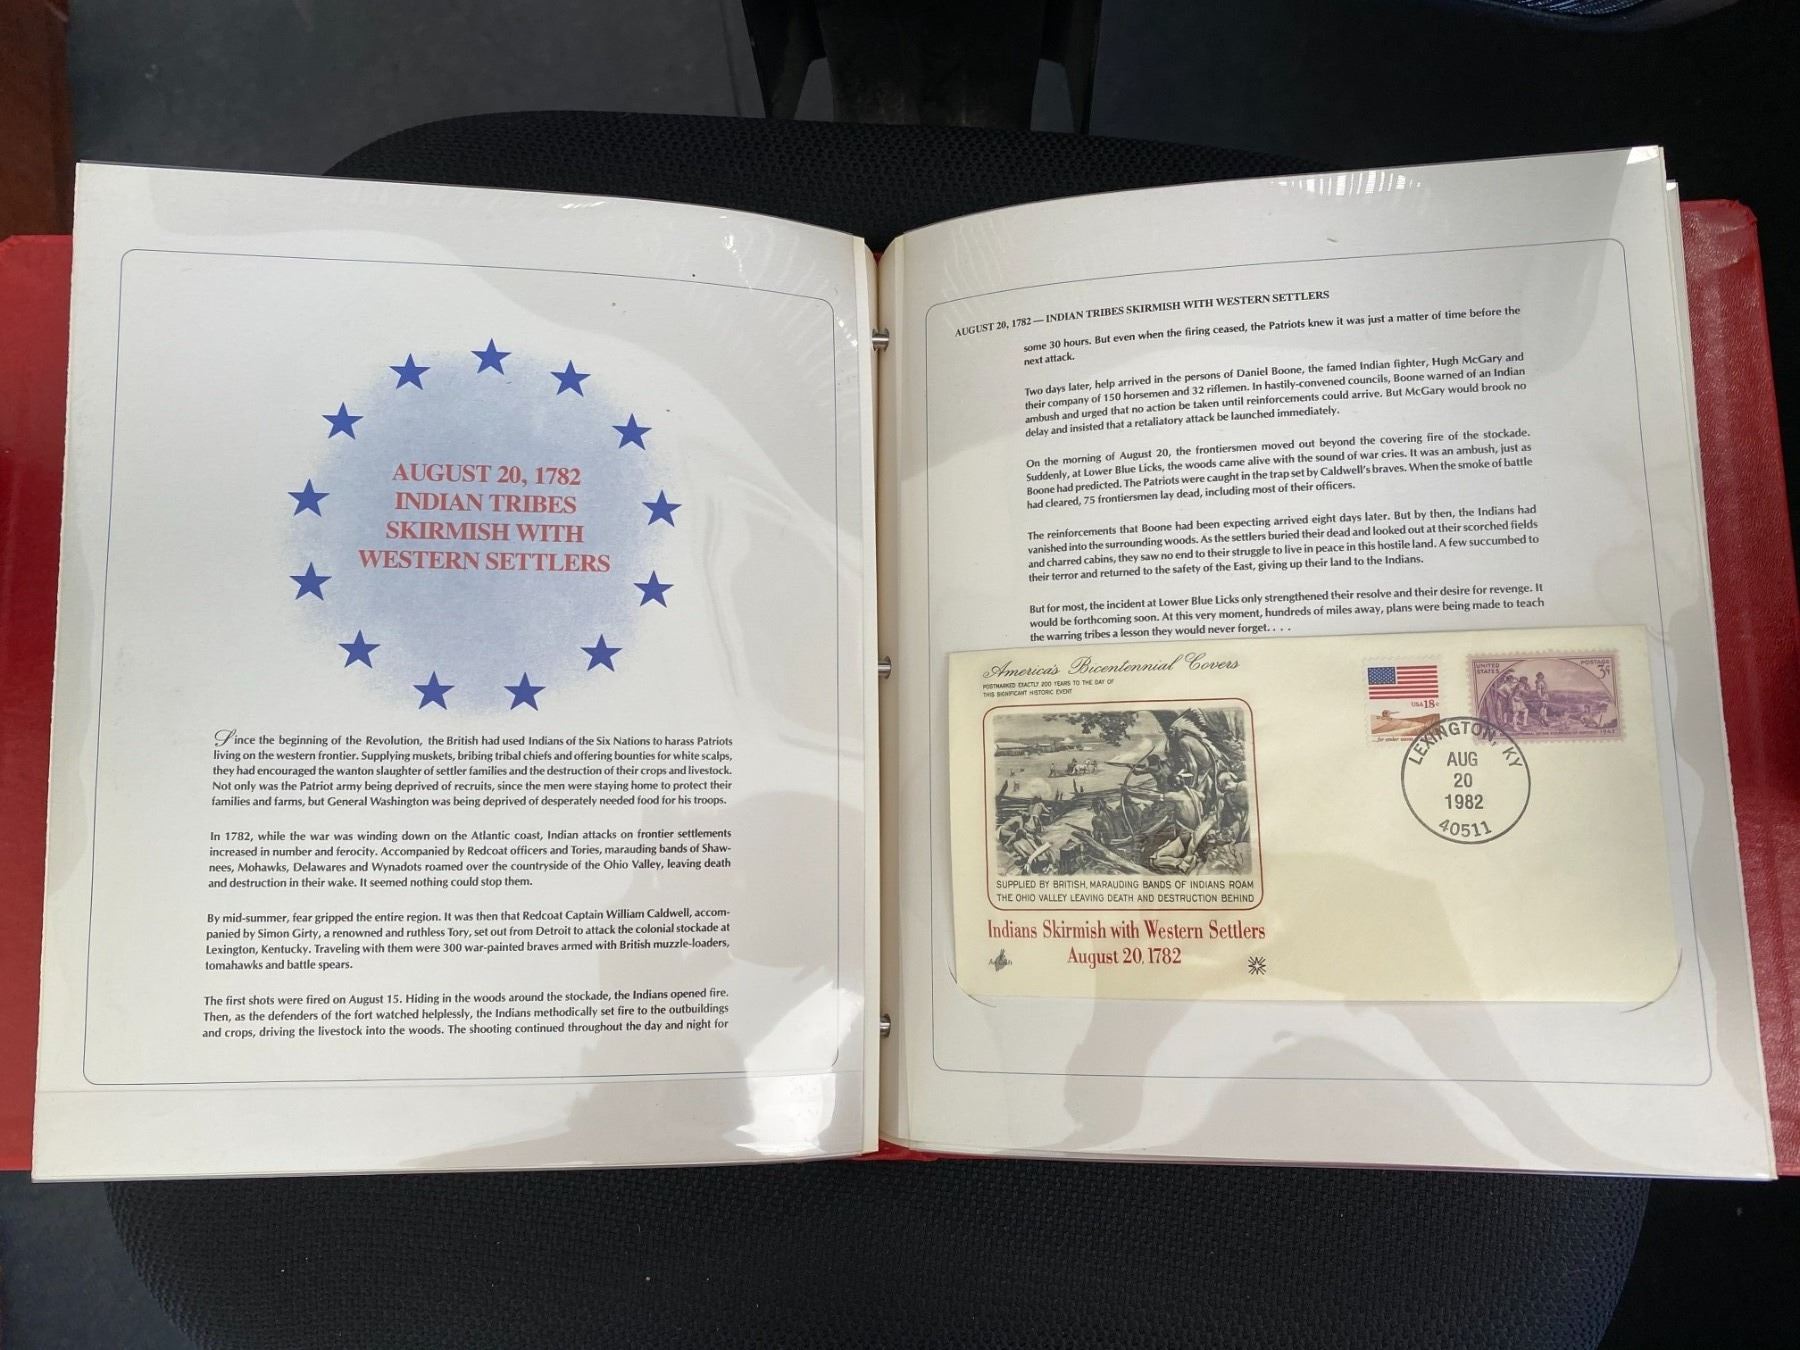 AUGUST 20, 1782
INDIAN TRIBES
SKIRMISH WITH
WESTERN SETTLERS
Since the beginning of the Revolution, the British had used Indians of the Six Nations to harass Patriots
living on the western frontier. Supplying muskets, bribing tribal chiefs and offering bounties for white scalps,
they had encouraged the wanton slaughter of settler families and the destruction of their crops and livestock.
Not only was the Patriot army being deprived of recruits, since the men were staying home to protect their
families and farms, but General Washington was being deprived of desperately needed food for his troops.
In 1782, while the war was winding down on the Atlantic coast, Indian attacks on frontier settlements
increased in number and ferocity. Accompanied by Redcoat officers and Tories, marauding bands of Shaw-
nees, Mohawks, Delawares and Wynadots roamed over the countryside of the Ohio Valley, leaving death
and destruction in their wake. It seemed nothing could stop them.
By mid-summer, fear gripped the entire region. It was then that Redcoat Captain William Caldwell, accom-
panied by Simon Girty, a renowned and ruthless Tory, set out from Detroit to attack the colonial stockade at
Lexington, Kentucky. Traveling with them were 300 war-painted braves armed with British muzzle-loaders,
tomahawks and battle spears.
The first shots were fired on August 15. Hiding in the woods around the stockade, the Indians opened fire.
Then, as the defenders of the fort watched helplessly, the Indians methodically set fire to the outbuildings
and crops, driving the livestock into the woods. The shooting continued throughout the day and night for
AUGUST 20, 1782 — INDIAN TRIBES SKIRMISH WITH WESTERN SETTLERS
some 30 hours. But even when the firing ceased, the Patriots knew it was just a matter of time before the
next attack.
Two days later, help arrived in the persons of Daniel Boone, the famed Indian fighter, Hugh McGary and
their company of 150 horsemen and 32 riflemen. In hastily-convened councils, Boone warned of an Indian
ambush and urged that no action be taken until reinforcements could arrive. But McGary would brook no
delay and insisted that a retaliatory attack be launched immediately.
On the morning of August 20, the frontiersmen moved out beyond the covering fire of the stockade.
Suddenly, at Lower Blue Licks, the woods came alive with the sound of war cries. It was an ambush, just as
Boone had predicted. The Patriots were caught in the trap set by Caldwell's braves. When the smoke of battle
had cleared, 75 frontiersmen lay dead, including most of their officers.
The reinforcements that Boone had been expecting arrived eight days later. But by then, the Indians had
vanished into the surrounding woods. As the settlers buried their dead and looked out at their scorched fields
and charred cabins, they saw no end to their struggle to live in peace in this hostile land. A few succumbed to
their terror and returned to the safety of the East, giving up their land to the Indians.
But for most, the incident at Lower Blue Licks only strengthened their resolve and their desire for revenge. It
would be forthcoming soon. At this very moment, hundreds of miles away, plans were being made to teach
the warring tribes a lesson they would never forget. . . .
America's Bicentennial Covers
POSTMARKED EXACTLY 200 YEARS TO THE DAY OF
THIS SIGNIFICANT HISTORIC EVENT
SUPPLIED BY BRITISH, MARAUDING BANDS OF INDIANS ROAM
THE OHIO VALLEY LEAVING DEATH AND DESTRUCTION BEHIND
Indians Skirmish with Western Settlers
August 20, 1782
USA 18c
UNITED STATES POSTAGE
3c
1942
LEXINGTON, KY
AUG
20
1982
40511